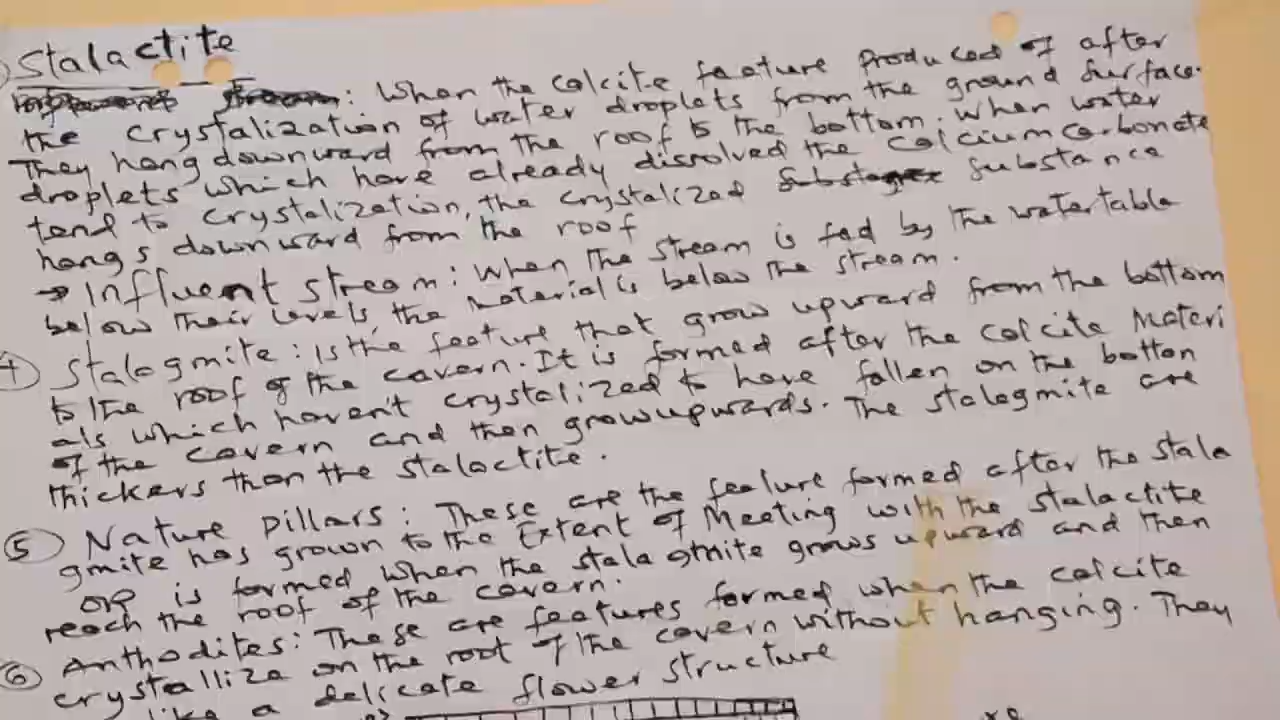 Stalactite
: When the calcite feature produced of after
the crystalization of water droplets from the ground surface.
They hang downward from the roof to the bottom. When water
droplets which have already dissolved the calcium carbonate
tend to crystalization, the crystalized substance
hangs downward from the roof
→ Influent stream: When the stream is fed by the watertable
below their levels, the material is below the stream.
4 Stalagmite: Is the feature that grow upward from the bottom
to the roof of the cavern. It is formed after the calcite Materi
als which haven't crystalized to have fallen on the botton
of the cavern and then growupwards. The stalegmite are
thickers than the stalactite.
5 Nature pillars: These are the feature formed after the stala
gmite has grown to the Extent of Meeting with the stalactite
or is formed when the stalagmite grows upward and then
reach the roof of the cavern.
6 Anthodites: These are features formed when the calcite
crystallize on the root of the cavern without hanging. They
like a delicate flower structure